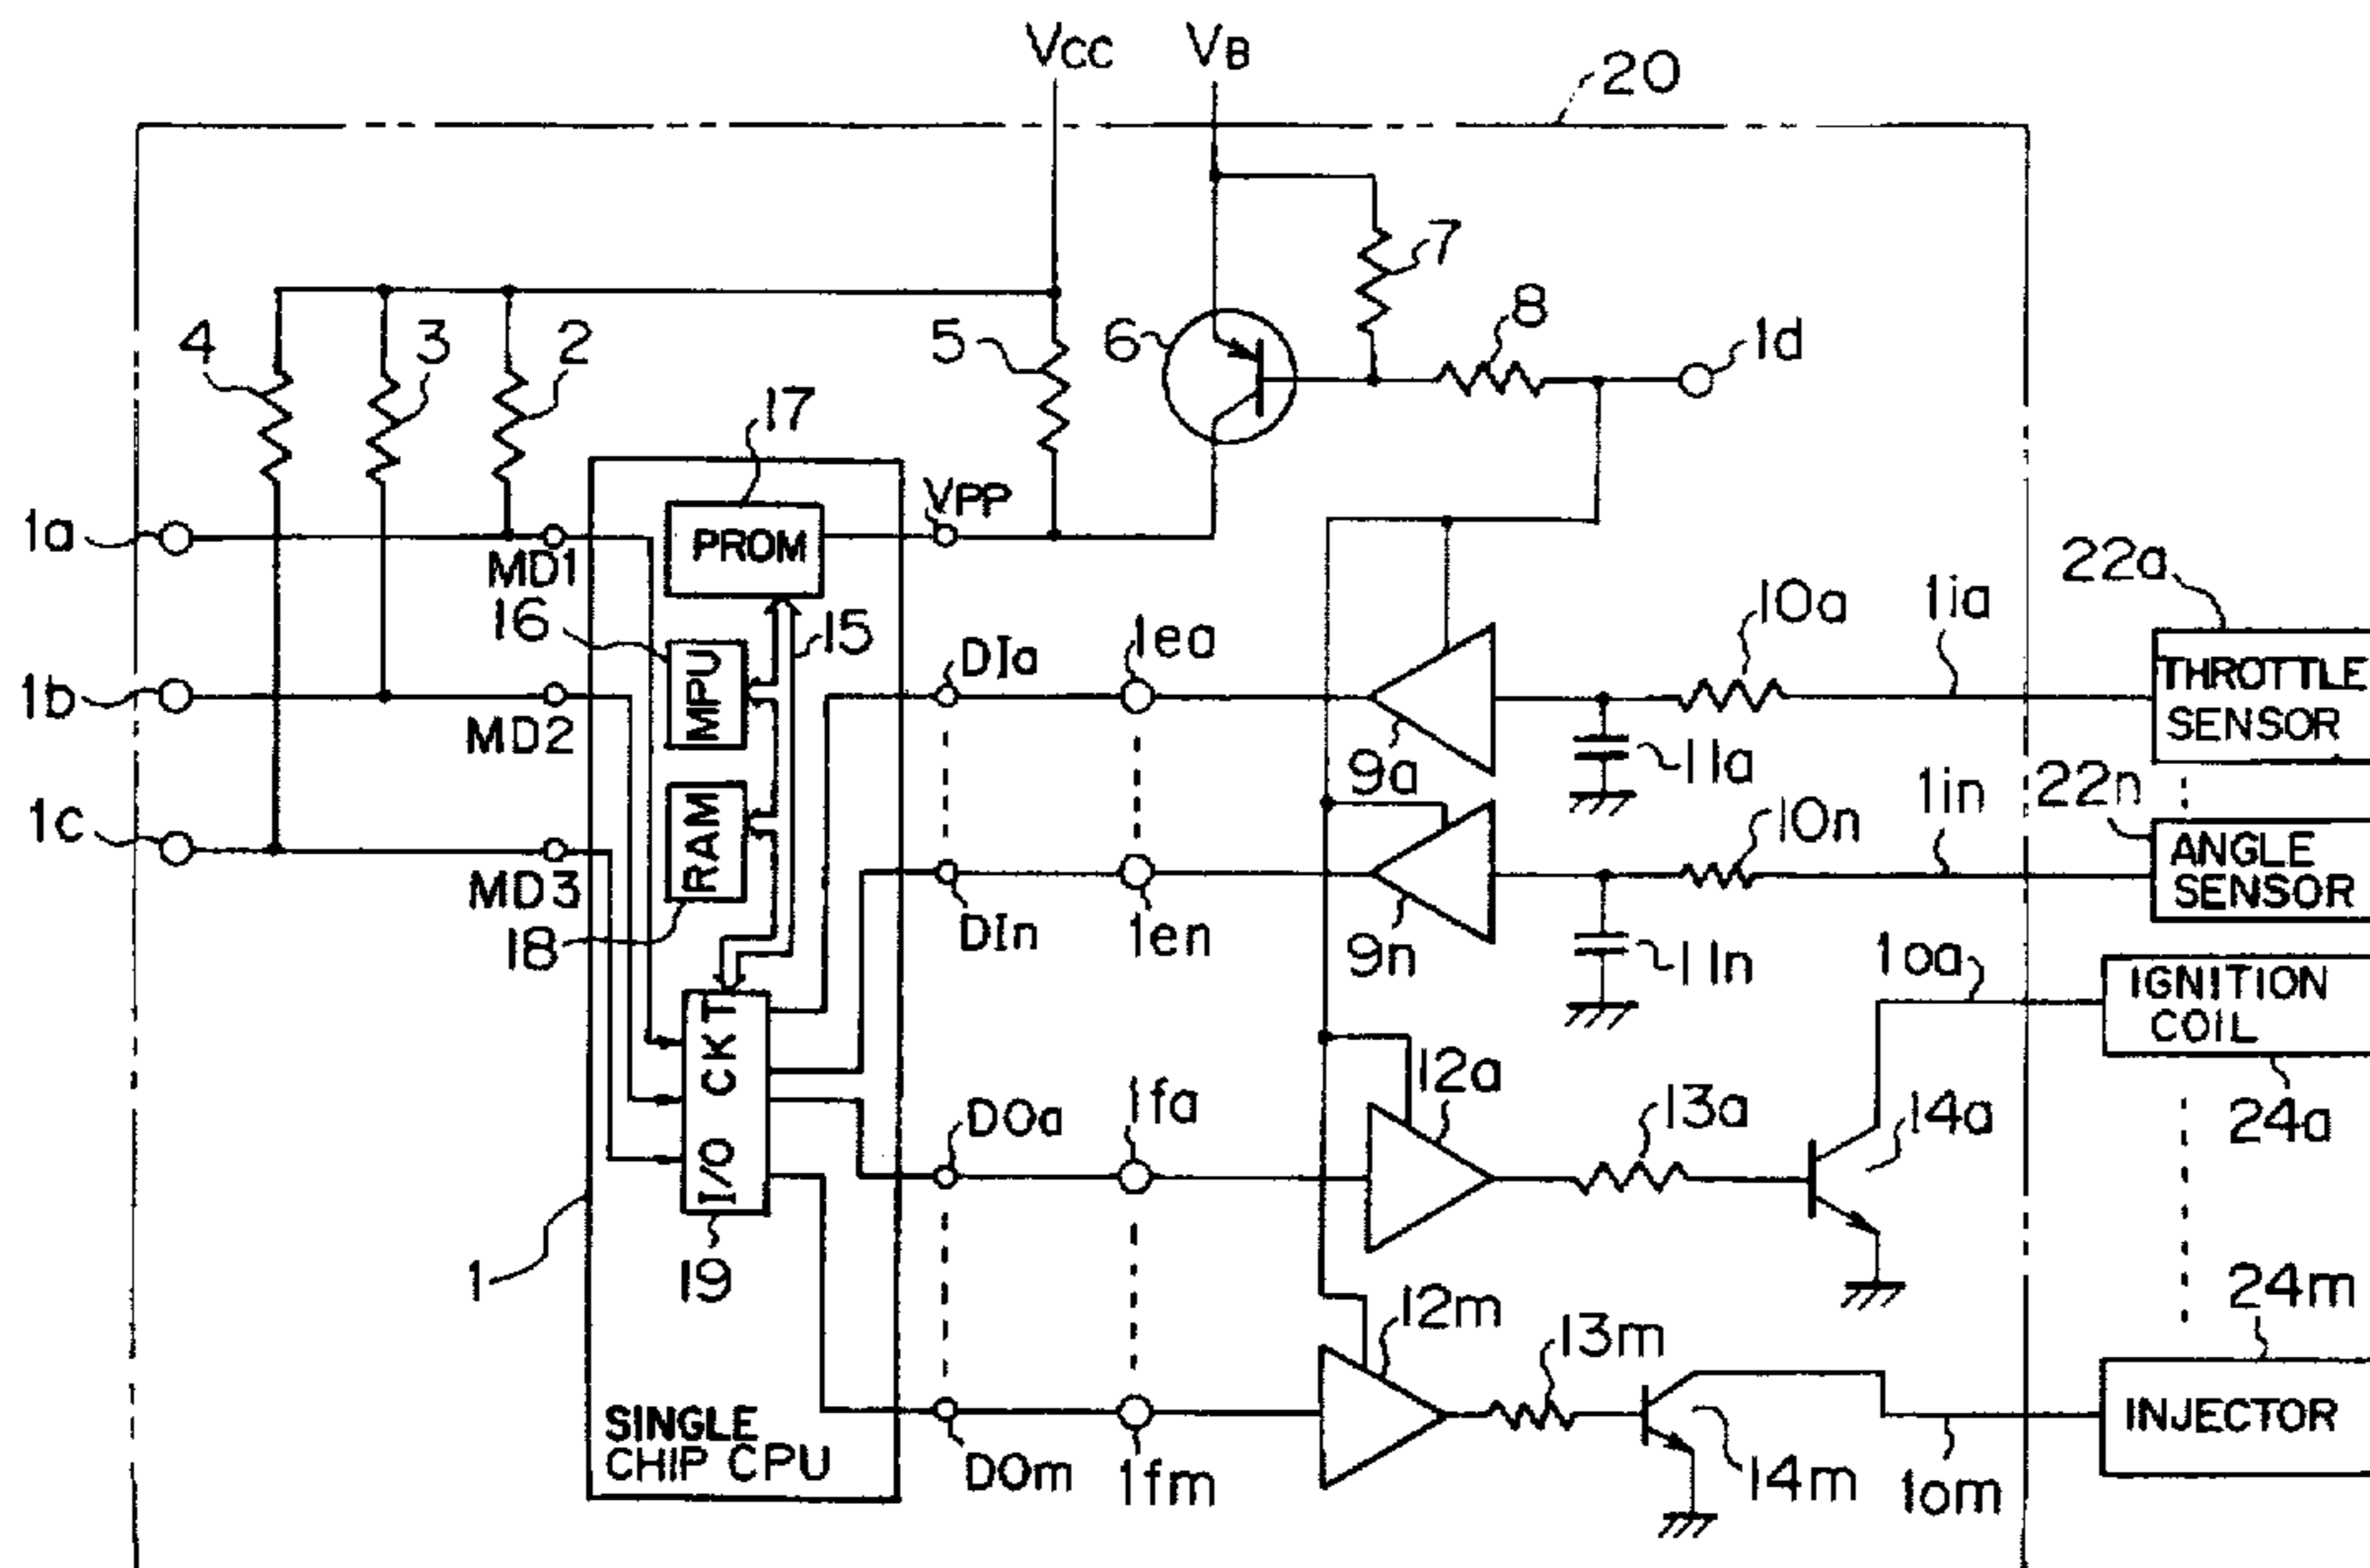 VCC
VB
20
7
4
3
2
5
6
8
1d
17
1a
VPP
PROM
MD1
22a
16
15
1ea
10a
1ia
DIa
MPU
THROTTLE
SENSOR
1b
MD2
9a
11a
22n
RAM
10n
1in
1c
ANGLE
SENSOR
MD3
18
DIn
1en
9n
11n
1oa
IGNITION
COIL
I/O CKT
12a
1fa
13a
14a
24a
DOa
1
19
24m
12m
13m
SINGLE
CHIP CPU
DOm
1fm
14m
1om
INJECTOR